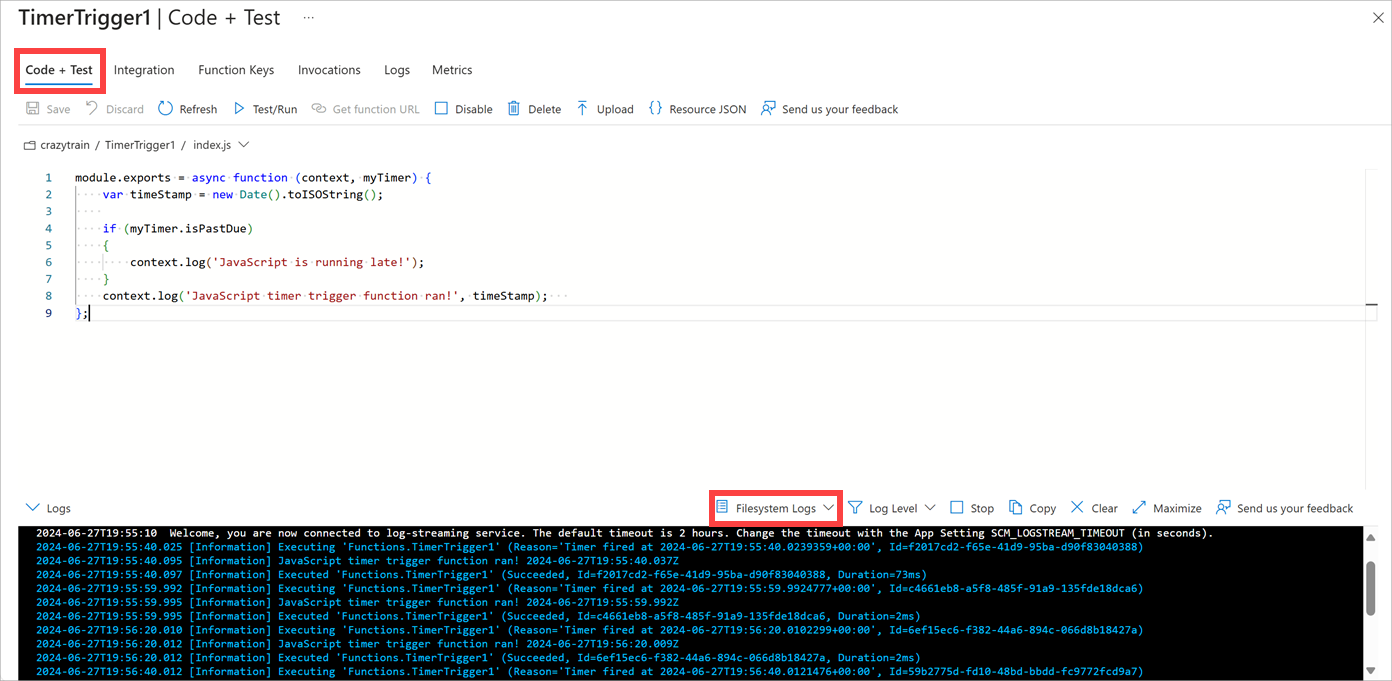 TimerTrigger1 | Code + Test ...
Code + Test Integration Function Keys Invocations Logs Metrics
Save Discard Refresh Test/Run Get function URL Disable Delete Upload Resource JSON Send us your feedback
crazytrain / TimerTrigger1 / index.js
1 module.exports = async function (context, myTimer) {
2 var timeStamp = new Date().toISOString();
3
4 if (myTimer.isPastDue)
5 {
6 context.log('JavaScript is running late!');
7 }
8 context.log('JavaScript timer trigger function ran!', timeStamp);
9 };
Logs Filesystem Logs Log Level Stop Copy Clear Maximize Send us your feedback
2024-06-27T19:55:10 Welcome, you are now connected to log-streaming service. The default timeout is 2 hours. Change the timeout with the App Setting SCM_LOGSTREAM_TIMEOUT (in seconds).
2024-06-27T19:55:40.025 [Information] Executing 'Functions.TimerTrigger1' (Reason='Timer fired at 2024-06-27T19:55:40.0239359+00:00', Id=f2017cd2-f65e-41d9-95ba-d90f83040388)
2024-06-27T19:55:40.095 [Information] JavaScript timer trigger function ran! 2024-06-27T19:55:40.037Z
2024-06-27T19:55:40.097 [Information] Executed 'Functions.TimerTrigger1' (Succeeded, Id=f2017cd2-f65e-41d9-95ba-d90f83040388, Duration=73ms)
2024-06-27T19:55:59.992 [Information] Executing 'Functions.TimerTrigger1' (Reason='Timer fired at 2024-06-27T19:55:59.9924777+00:00', Id=c4661eb8-a5f8-485f-91a9-135fde18dca6)
2024-06-27T19:55:59.995 [Information] JavaScript timer trigger function ran! 2024-06-27T19:55:59.992Z
2024-06-27T19:55:59.995 [Information] Executed 'Functions.TimerTrigger1' (Succeeded, Id=c4661eb8-a5f8-485f-91a9-135fde18dca6, Duration=2ms)
2024-06-27T19:56:20.010 [Information] Executing 'Functions.TimerTrigger1' (Reason='Timer fired at 2024-06-27T19:56:20.0102299+00:00', Id=6ef15ec6-f382-44a6-894c-066d8b18427a)
2024-06-27T19:56:20.012 [Information] JavaScript timer trigger function ran! 2024-06-27T19:56:20.009Z
2024-06-27T19:56:20.012 [Information] Executed 'Functions.TimerTrigger1' (Succeeded, Id=6ef15ec6-f382-44a6-894c-066d8b18427a, Duration=2ms)
2024-06-27T19:56:40.012 [Information] Executing 'Functions.TimerTrigger1' (Reason='Timer fired at 2024-06-27T19:56:40.0121476+00:00', Id=59b2775d-fd10-48bd-bbdd-fc9772fcd9a7)